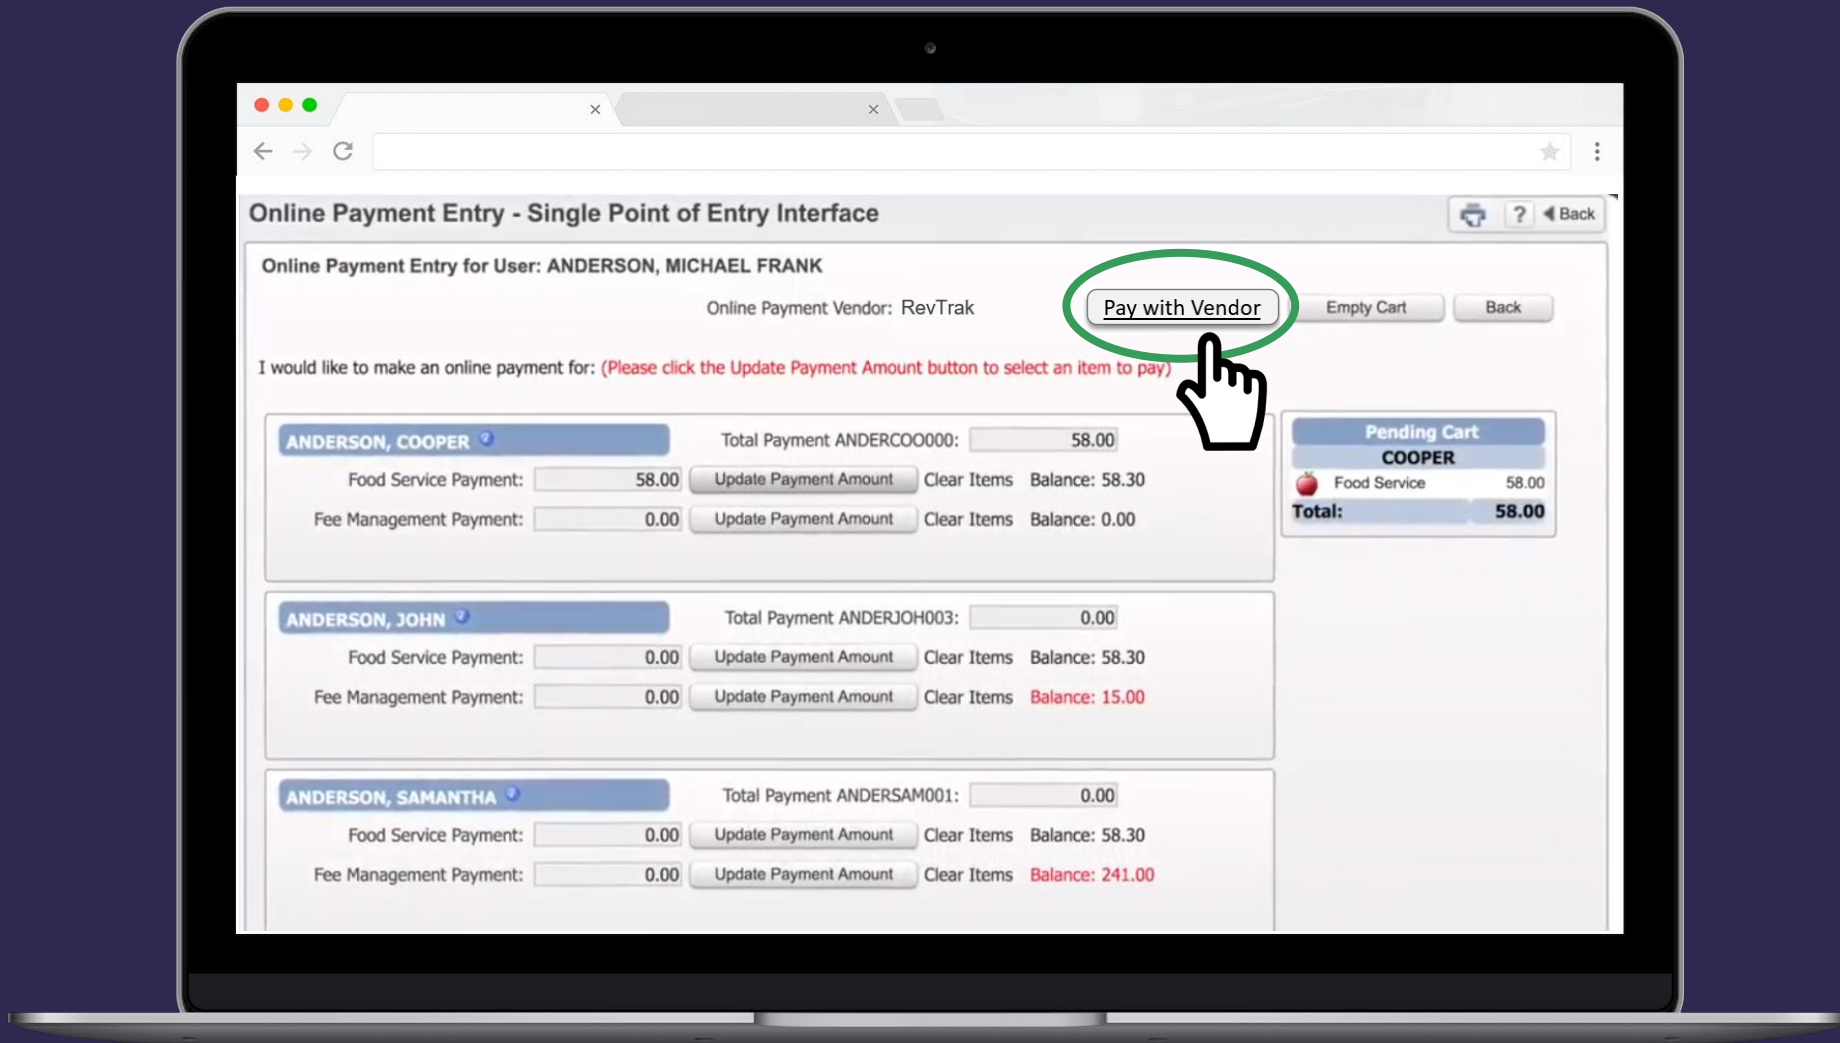 Online Payment Entry - Single Point of Entry Interface
? Back
Online Payment Entry for User: ANDERSON, MICHAEL FRANK
Online Payment Vendor: RevTrak Pay with Vendor Empty Cart Back
I would like to make an online payment for: (Please click the Update Payment Amount button to select an item to pay)
ANDERSON, COOPER ? Total Payment ANDERCOO000: 58.00
Food Service Payment: 58.00 Update Payment Amount Clear Items Balance: 58.30
Fee Management Payment: 0.00 Update Payment Amount Clear Items Balance: 0.00
Pending Cart
COOPER
Food Service 58.00
Total: 58.00
ANDERSON, JOHN ? Total Payment ANDERJOH003: 0.00
Food Service Payment: 0.00 Update Payment Amount Clear Items Balance: 58.30
Fee Management Payment: 0.00 Update Payment Amount Clear Items Balance: 15.00
ANDERSON, SAMANTHA ? Total Payment ANDERSAM001: 0.00
Food Service Payment: 0.00 Update Payment Amount Clear Items Balance: 58.30
Fee Management Payment: 0.00 Update Payment Amount Clear Items Balance: 241.00